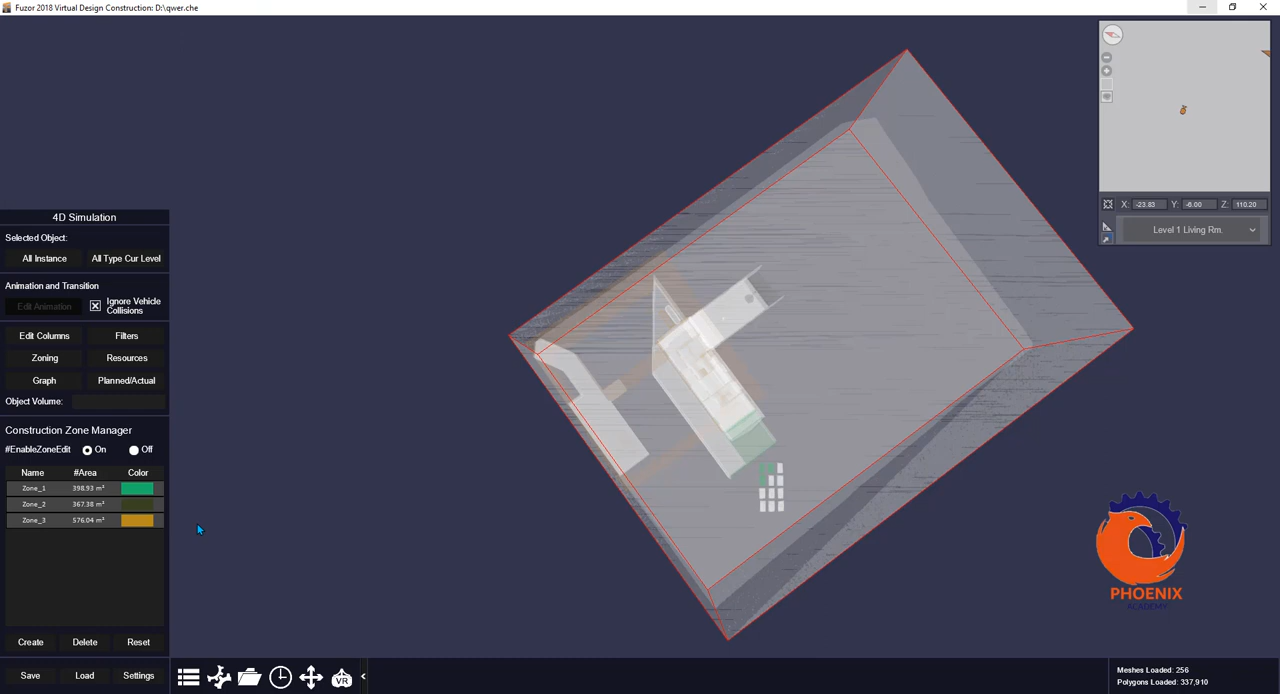 Fuzor 2018 Virtual Design Construction: D:\qwer.che
X: -23.83 Y: -6.00 Z: 110.20
Level 1 Living Rm.
4D Simulation
Selected Object:
All Instance All Type Cur Level
Animation and Transition
Edit Animation Ignore Vehicle Collisions
Edit Columns Filters
Zoning Resources
Graph Planned/Actual
Object Volume:
Construction Zone Manager
#EnableZoneEdit On Off
Name #Area Color
Zone_1 398.93 m²
Zone_2 367.38 m²
Zone_3 576.04 m²
Create Delete Reset
Save Load Settings
VR
PHOENIX
ACADEMY
Meshes Loaded: 256
Polygons Loaded: 337,910